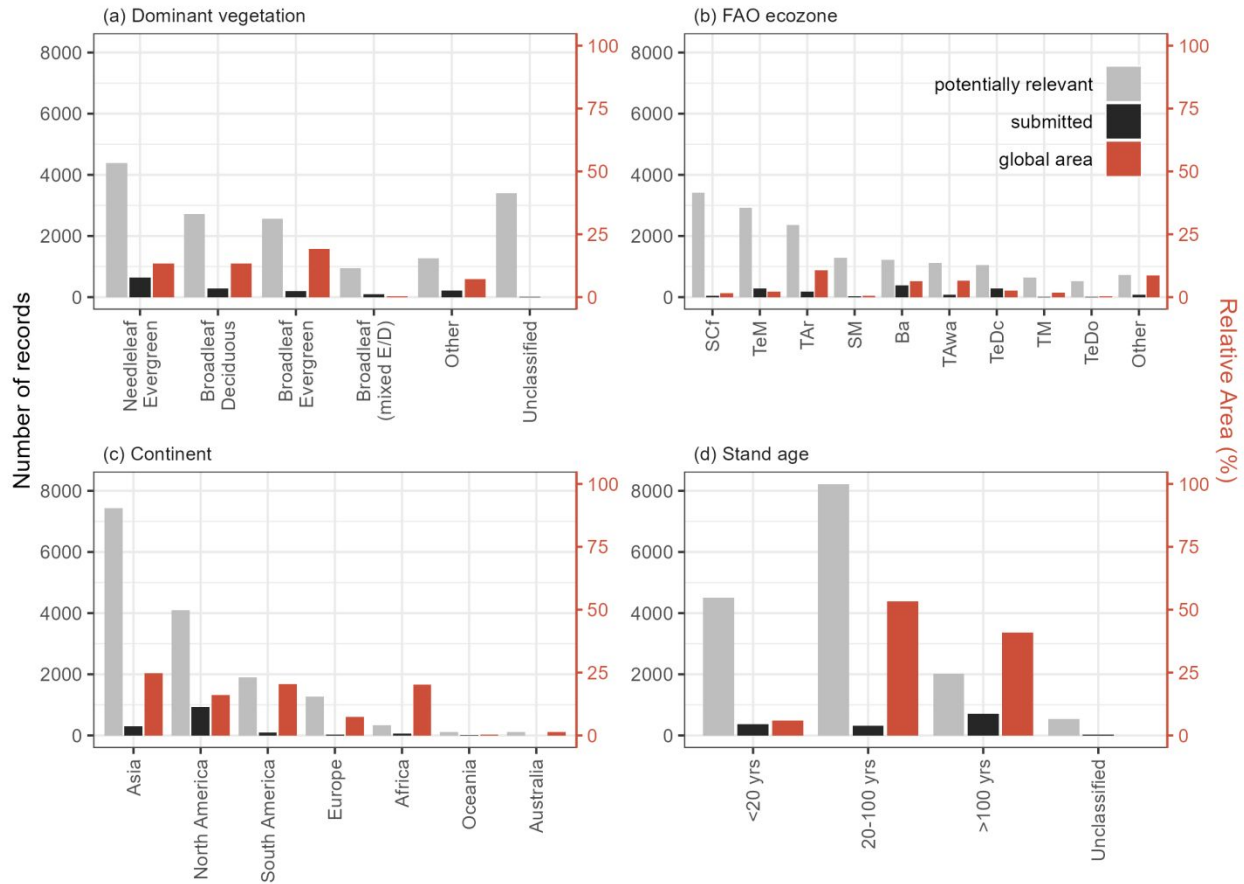 (a) Dominant vegetation
8000
6000
4000
2000
0
100
75
50
25
0
Needleleaf
Evergreen
Broadleaf
Deciduous
Broadleaf
Evergreen
Broadleaf
(mixed E/D)
Other
Unclassified
(b) FAO ecozone
8000
6000
4000
2000
0
100
75
50
25
0
potentially relevant
submitted
global area
SCf
TeM
TAr
SM
Ba
TAwa
TeDc
TM
TeDo
Other
Number of records
Relative Area (%)
(c) Continent
8000
6000
4000
2000
0
100
75
50
25
0
Asia
North America
South America
Europe
Africa
Oceania
Australia
(d) Stand age
8000
6000
4000
2000
0
100
75
50
25
0
<20 yrs
20-100 yrs
>100 yrs
Unclassified